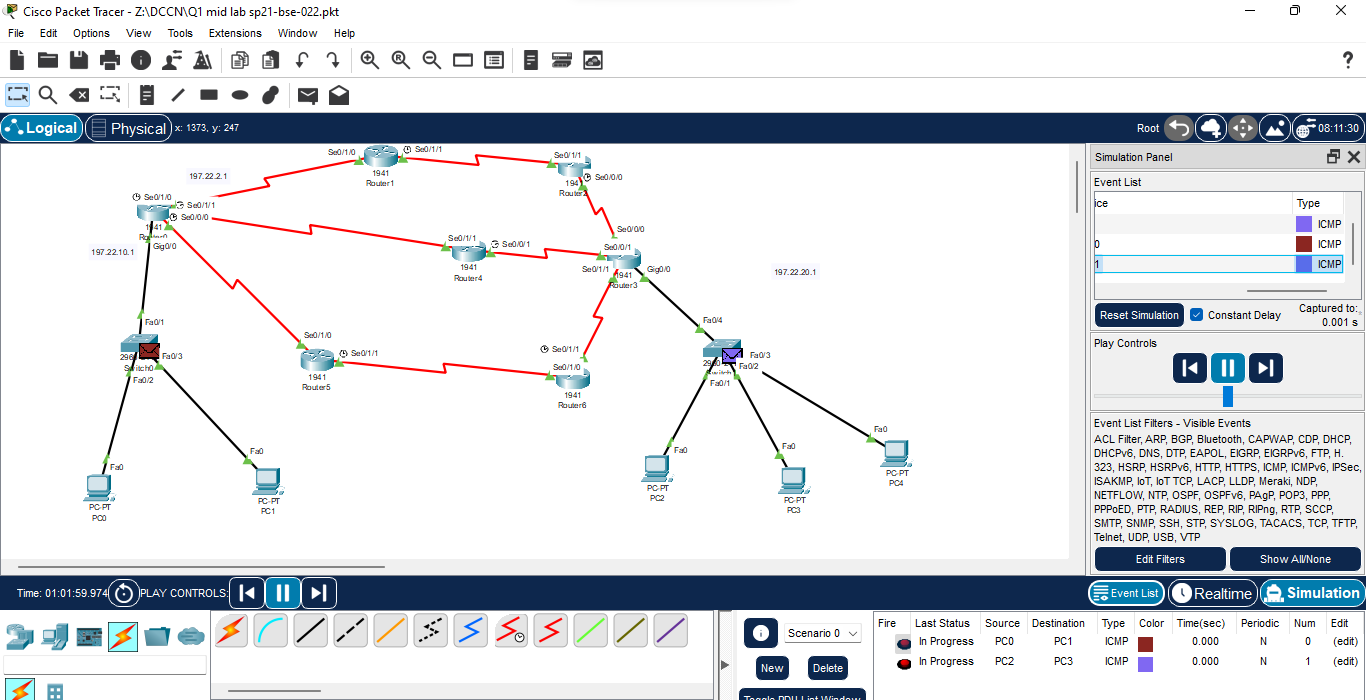 Cisco Packet Tracer - Z:\DCCN\Q1 mid lab sp21-bse-022.pkt
File Edit Options View Tools Extensions Window Help
?
Logical Physical x: 1373, y: 247
Root 08:11:30
Se0/1/0 Se0/1/1
1941
Router1
Se0/1/1
Se0/0/0
194
Router2
197.22.2.1
Se0/1/0
Se0/1/1
Se0/0/0
1941
Gig0/0
197.22.10.1
Se0/1/1 Se0/0/1
1941
Router4
Se0/0/0
Se0/0/1
Se0/1/1
1941
Router3
Gig0/0
197.22.20.1
Fa0/1
Fa0/3
Switch0
Fa0/2
Se0/1/0
Se0/1/1
1941
Router5
Se0/1/1
Se0/1/0
1941
Router6
Fa0/4
Fa0/3
Fa0/2
Fa0/1
Fa0
PC-PT
PC0
Fa0
PC-PT
PC1
Fa0
PC-PT
PC2
Fa0
PC-PT
PC3
Fa0
PC-PT
PC4
Simulation Panel
Event List
ice Type
ICMP
0 ICMP
1 ICMP
Reset Simulation Constant Delay Captured to:
0.001 s
Play Controls
Event List Filters - Visible Events
ACL Filter, ARP, BGP, Bluetooth, CAPWAP, CDP, DHCP,
DHCPv6, DNS, DTP, EAPOL, EIGRP, EIGRPv6, FTP, H.
323, HSRP, HSRPv6, HTTP, HTTPS, ICMP, ICMPv6, IPSec,
ISAKMP, IoT, IoT TCP, LACP, LLDP, Meraki, NDP,
NETFLOW, NTP, OSPF, OSPFv6, PAgP, POP3, PPP,
PPPoED, PTP, RADIUS, REP, RIP, RIPng, RTP, SCCP,
SMTP, SNMP, SSH, STP, SYSLOG, TACACS, TCP, TFTP,
Telnet, UDP, USB, VTP
Edit Filters Show All/None
Time: 01:01:59.974 PLAY CONTROLS:
Event List Realtime Simulation
Scenario 0
New Delete
Toggle PDU List Window
Fire Last Status Source Destination Type Color Time(sec) Periodic Num Edit
In Progress PC0 PC1 ICMP 0.000 N 0 (edit)
In Progress PC2 PC3 ICMP 0.000 N 1 (edit)